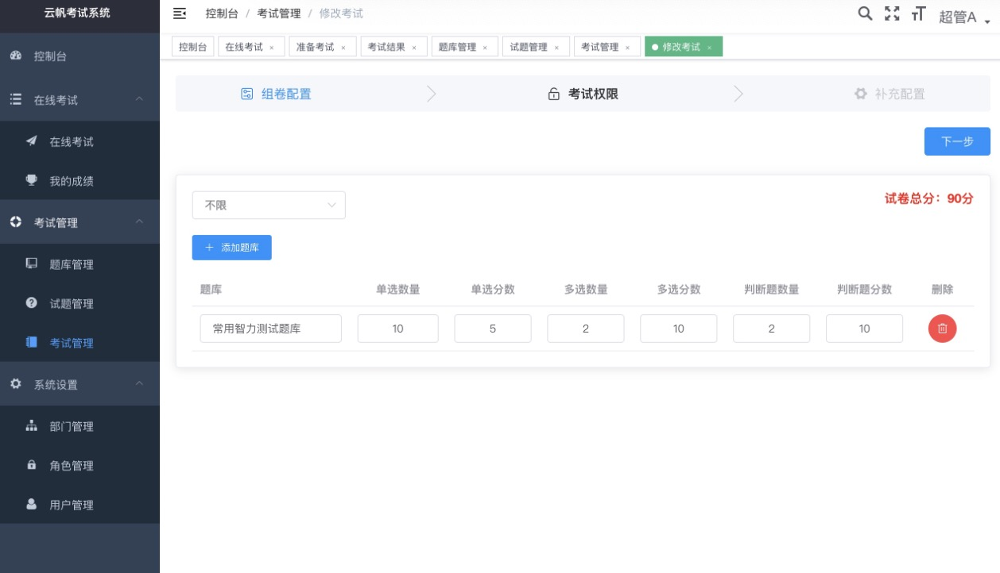 云帆考试系统
控制台 / 考试管理 / 修改考试
超管A
控制台
在线考试
在线考试
我的成绩
考试管理
题库管理
试题管理
考试管理
系统设置
部门管理
角色管理
用户管理
控制台 在线考试 × 准备考试 × 考试结果 × 题库管理 × 试题管理 × 考试管理 × 修改考试 ×
组卷配置 考试权限 补充配置
下一步
不限
试卷总分：90分
+ 添加题库
题库 单选数量 单选分数 多选数量 多选分数 判断题数量 判断题分数 删除
常用智力测试题库 10 5 2 10 2 10